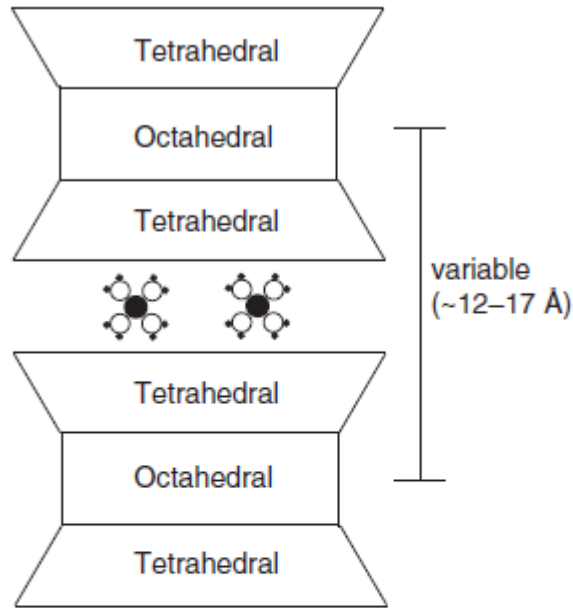 Tetrahedral
Octahedral
Tetrahedral
variable
(~12–17 Å)
Tetrahedral
Octahedral
Tetrahedral